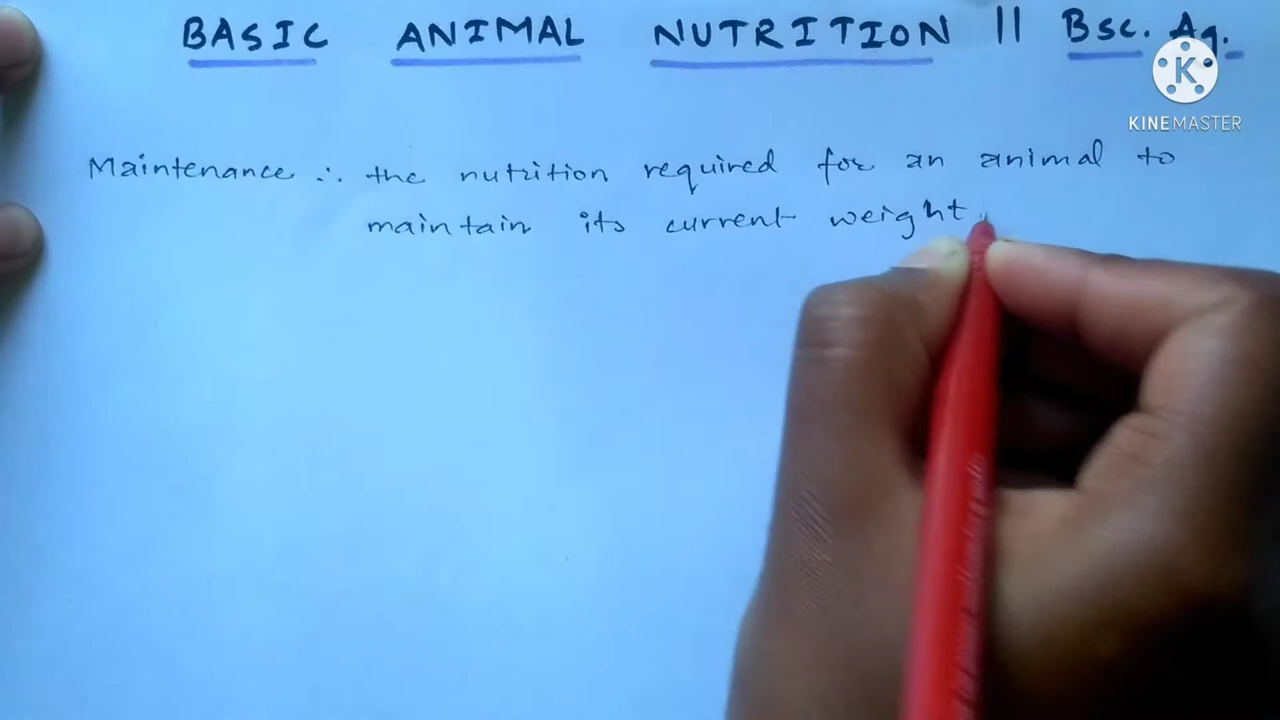 BASIC ANIMAL NUTRITION || Bsc. Ag.
K
KINEMASTER
Maintenance :. the nutrition required for an animal to
maintain its current weight